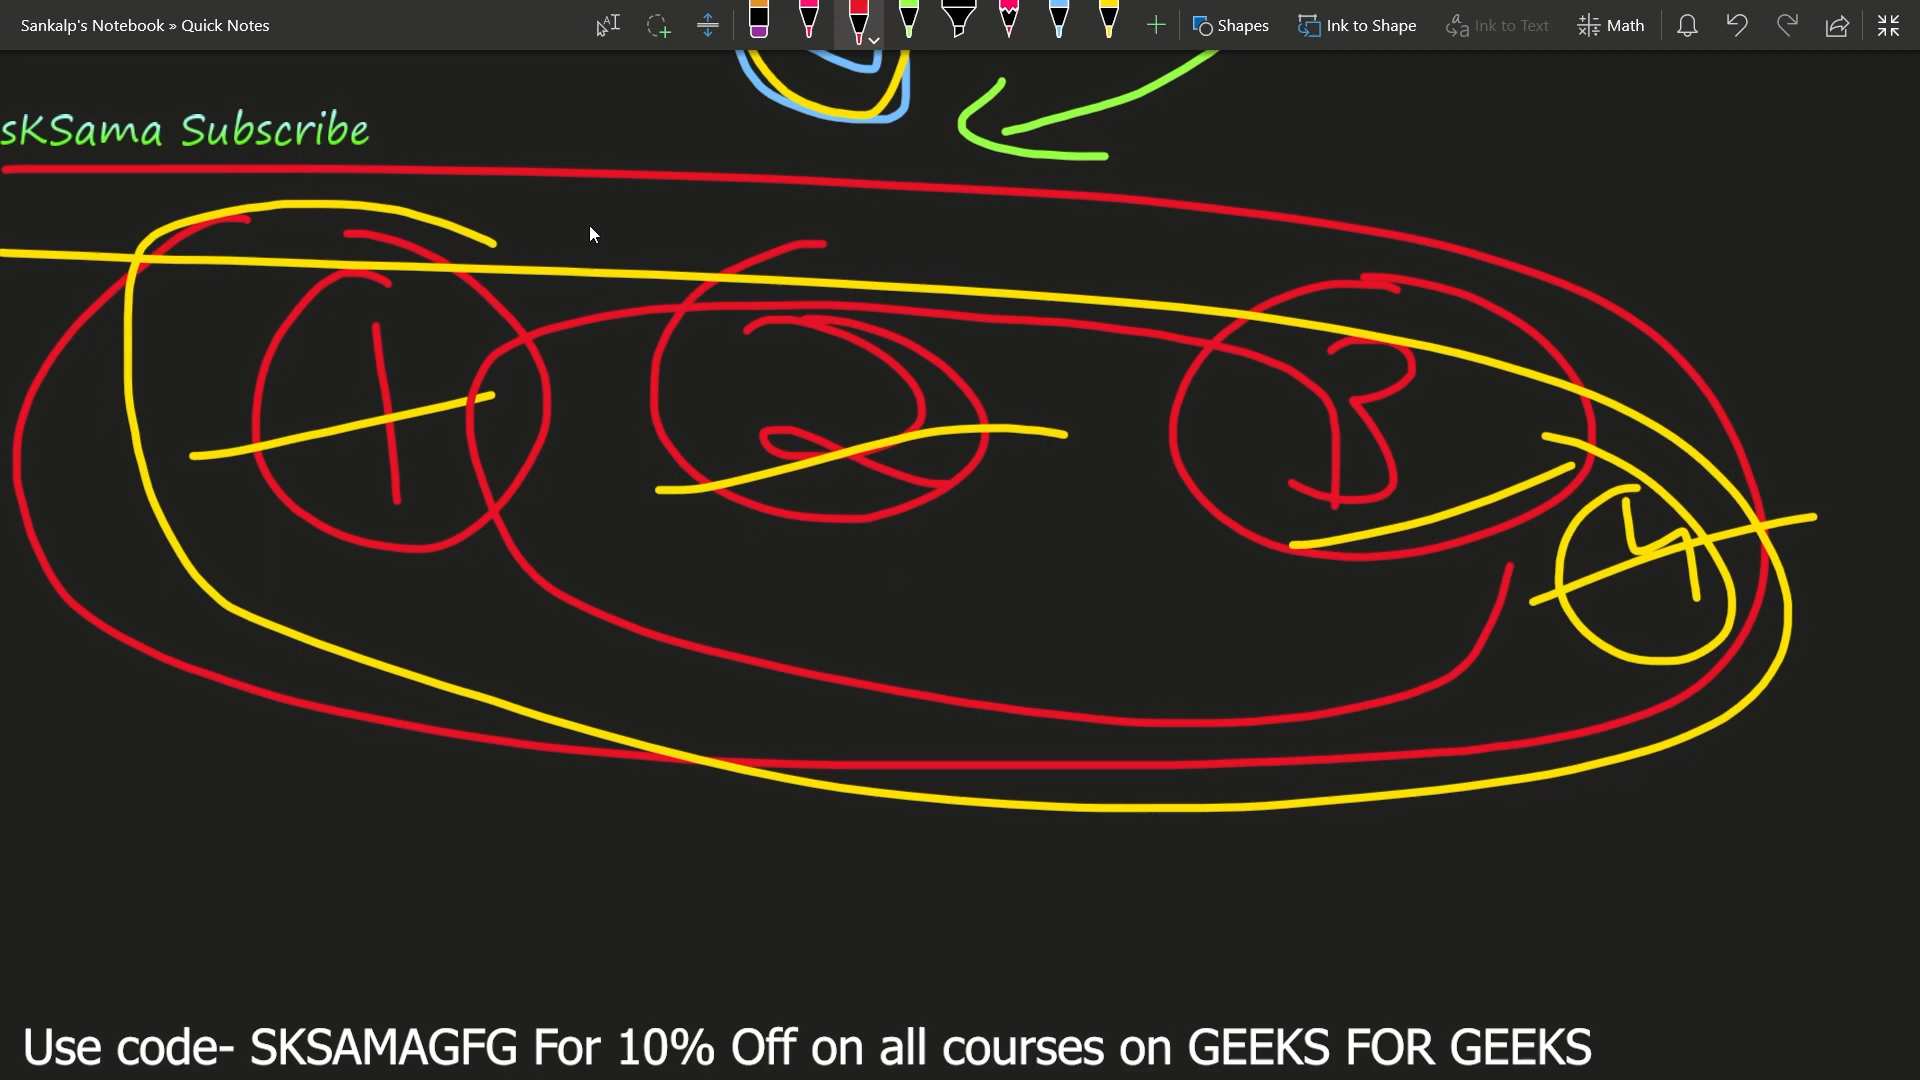 Sankalp's Notebook » Quick Notes
Shapes
Ink to Shape
Ink to Text
Math
sKSama Subscribe
1 2 3
4
Use code- SKSAMAGFG For 10% Off on all courses on GEEKS FOR GEEKS